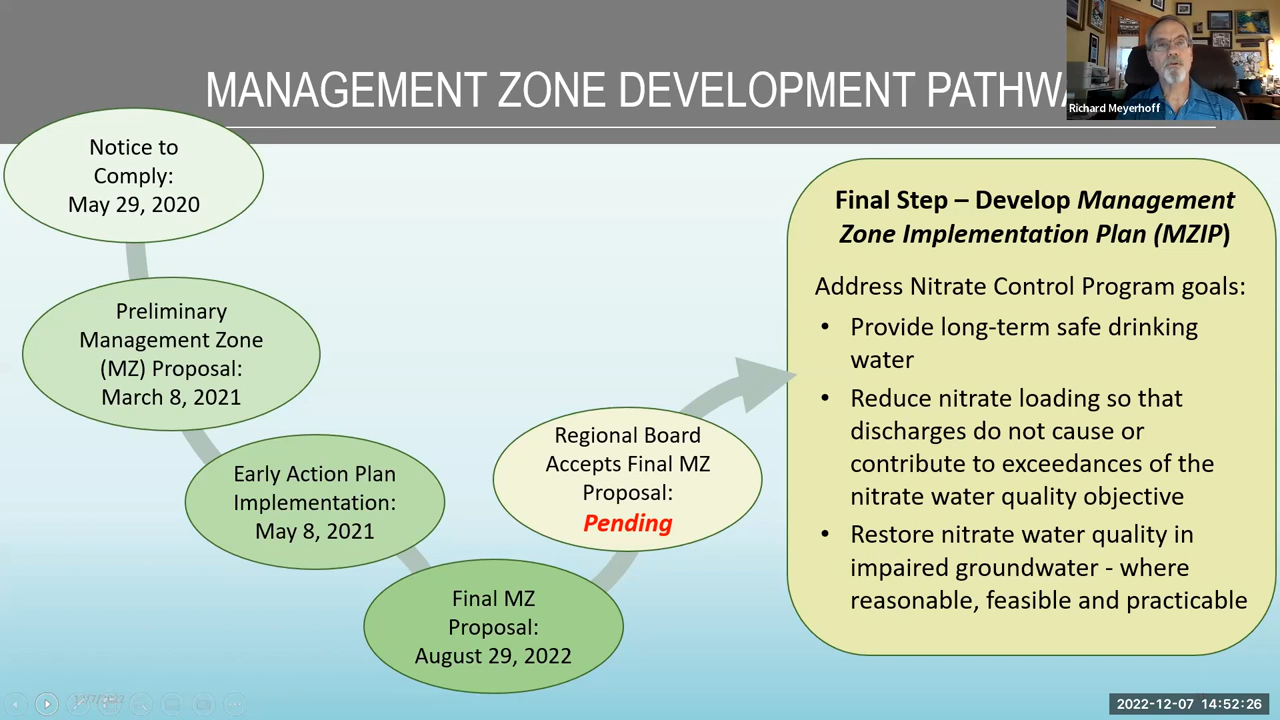 MANAGEMENT ZONE DEVELOPMENT
Richard Meyerhoff
Notice to
Comply:
May 29, 2020
Preliminary
Management Zone
(MZ) Proposal:
March 8, 2021
Early Action Plan
Implementation:
May 8, 2021
Final MZ
Proposal:
August 29, 2022
Regional Board
Accepts Final MZ
Proposal:
Pending
Final Step – Develop Management
Zone Implementation Plan (MZIP)
Address Nitrate Control Program goals:
• Provide long-term safe drinking
water
• Reduce nitrate loading so that
discharges do not cause or
contribute to exceedances of the
nitrate water quality objective
• Restore nitrate water quality in
impaired groundwater - where
reasonable, feasible and practicable
12/7/2022
2022-12-07 14:52:26